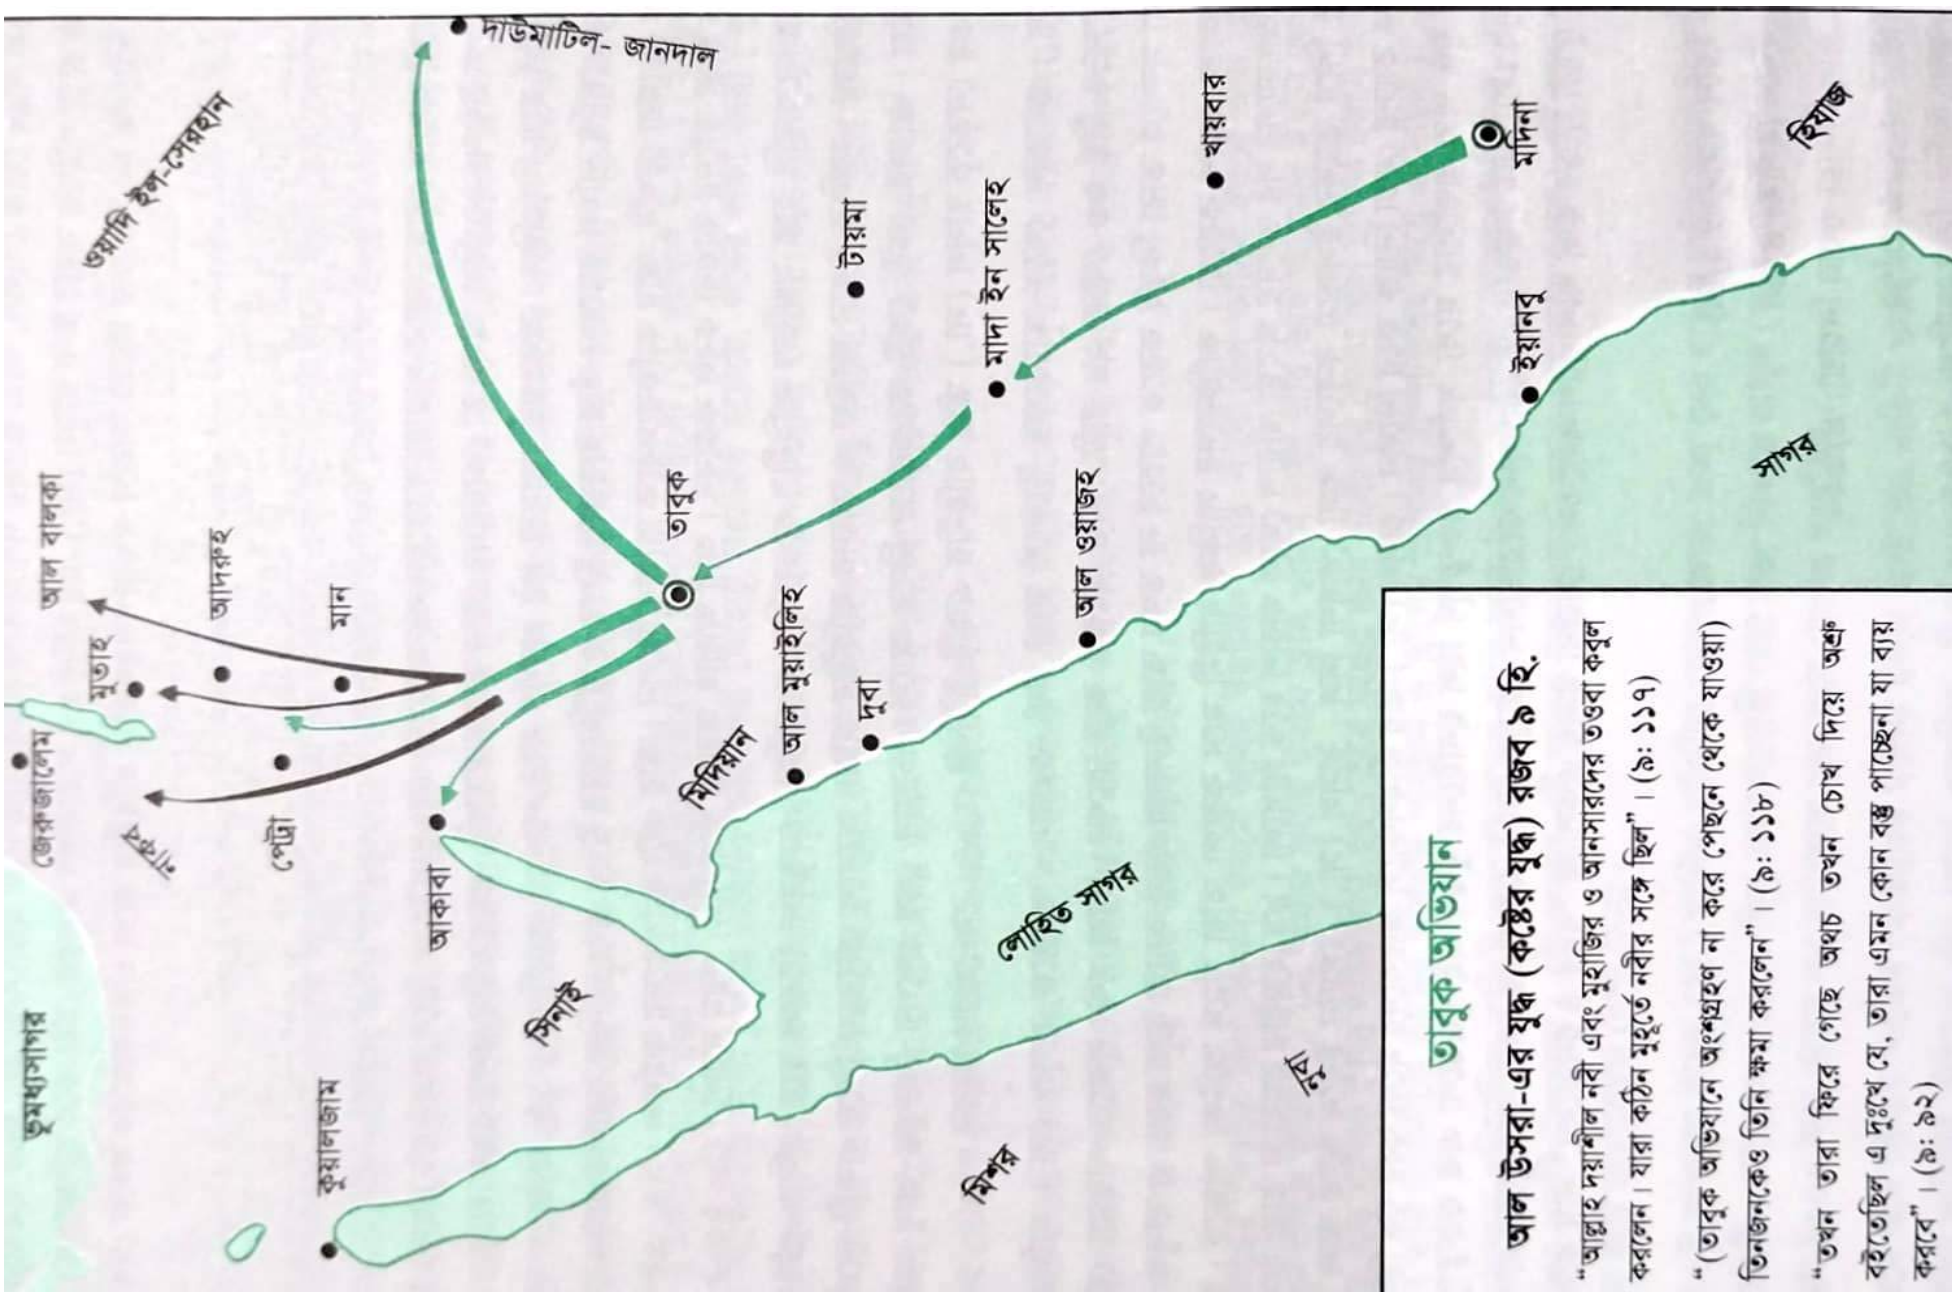 ভূমধ্যসাগর
জেরুজালেম
মুতাহ
আল বালকা
আদরুহ
মান
নাকব
পেট্রা
ওয়াদি ইল-সেরহান
দাউমাটিল- জানদাল
কুয়ালজাম
আকাবা
সিনাই
মিদিয়ান
তাবুক
আল মুয়াইলিহ
দুবা
টায়মা
মাদা ইন সালেহ
আল ওয়াজহ
খায়বার
মদিনা
ইয়ানবু
হিযাজ
লোহিত সাগর
সাগর
মিশর
নুবা
তাবুক অভিযান
আল উসরা-এর যুদ্ধ (কষ্টের যুদ্ধ) রজব ৯ হি.
“আল্লাহ দয়াশীল নবী এবং মুহাজির ও আনসারদের তওবা কবুল
করলেন। যারা কঠিন মুহূর্তে নবীর সঙ্গে ছিল”। (৯: ১১৭)
“(তাবুক অভিযানে অংশগ্রহণ না করে পেছনে থেকে যাওয়া)
তিনজনকেও তিনি ক্ষমা করলেন”। (৯: ১১৮)
“তখন তারা ফিরে গেছে অথচ তখন চোখ দিয়ে অশ্রু
বইতেছিল এ দুঃখে যে, তারা এমন কোন বস্তু পাচ্ছেনা যা ব্যয়
করবে”। (৯: ৯২)